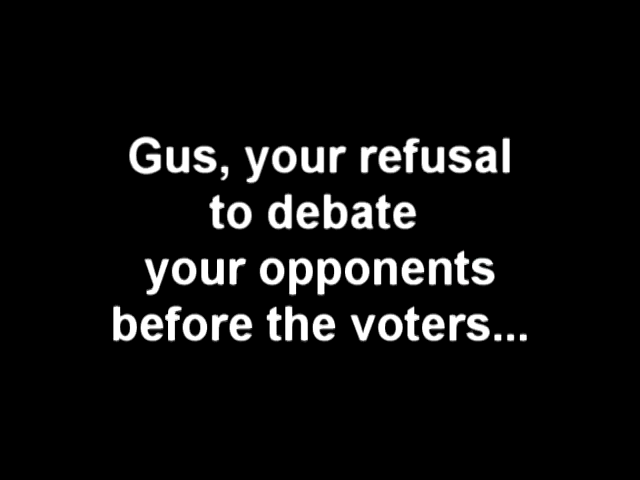 Gus, your refusal
to debate
your opponents
before the voters...